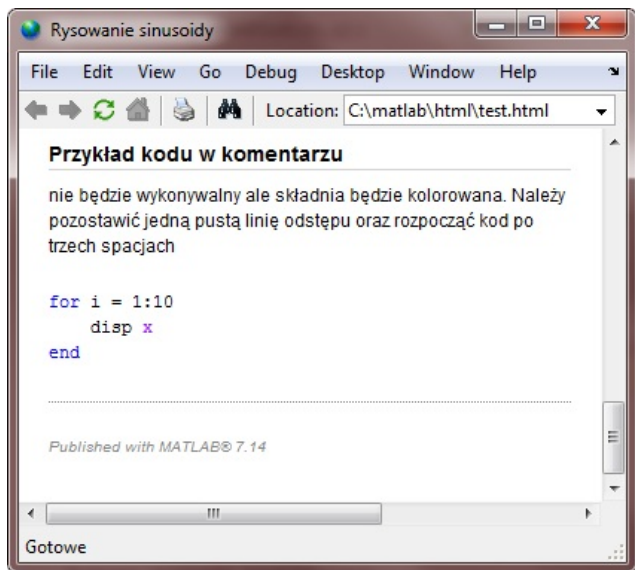 Rysowanie sinusoidy
File Edit View Go Debug Desktop Window Help
Location: C:\matlab\html\test.html
Przykład kodu w komentarzu
nie będzie wykonywalny ale składnia będzie kolorowana. Należy
pozostawić jedną pustą linię odstępu oraz rozpocząć kod po
trzech spacjach
for i = 1:10
    disp x
end
Published with MATLAB® 7.14
Gotowe